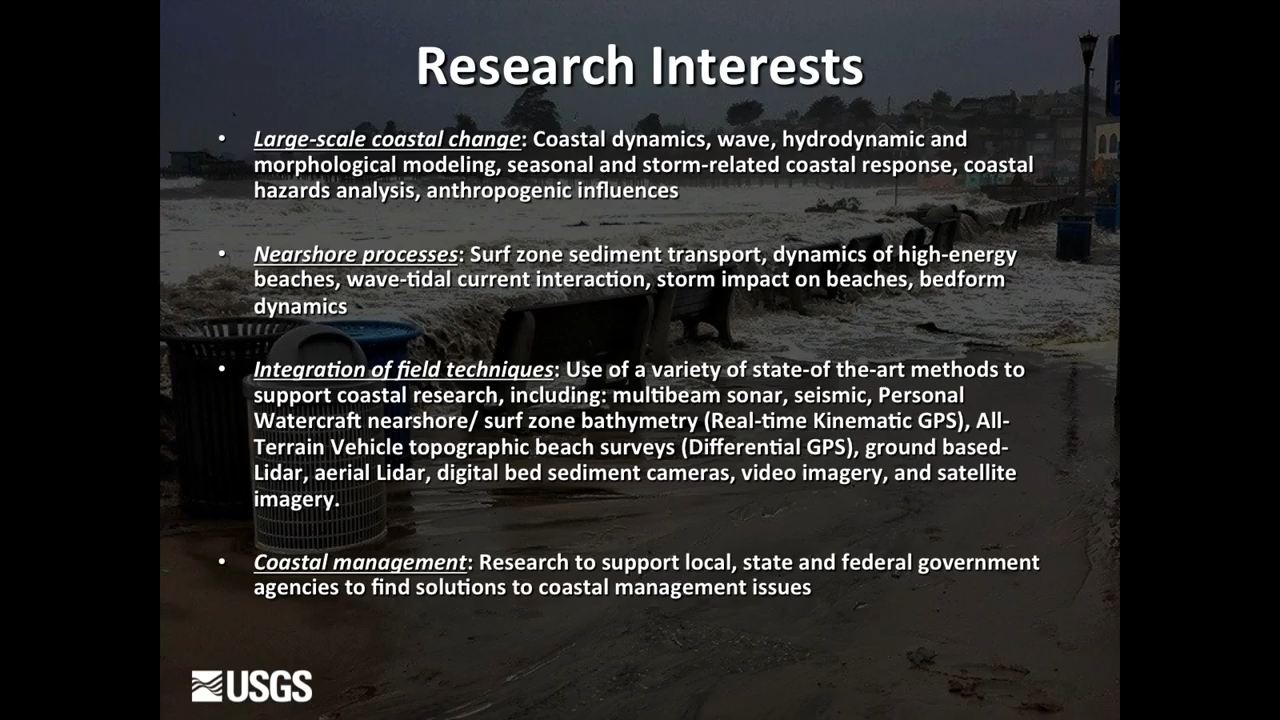 Research Interests
• Large-scale coastal change: Coastal dynamics, wave, hydrodynamic and
morphological modeling, seasonal and storm-related coastal response, coastal
hazards analysis, anthropogenic influences
• Nearshore processes: Surf zone sediment transport, dynamics of high-energy
beaches, wave-tidal current interaction, storm impact on beaches, bedform
dynamics
• Integration of field techniques: Use of a variety of state-of the-art methods to
support coastal research, including: multibeam sonar, seismic, Personal
Watercraft nearshore/ surf zone bathymetry (Real-time Kinematic GPS), All-
Terrain Vehicle topographic beach surveys (Differential GPS), ground based-
Lidar, aerial Lidar, digital bed sediment cameras, video imagery, and satellite
imagery.
• Coastal management: Research to support local, state and federal government
agencies to find solutions to coastal management issues
USGS